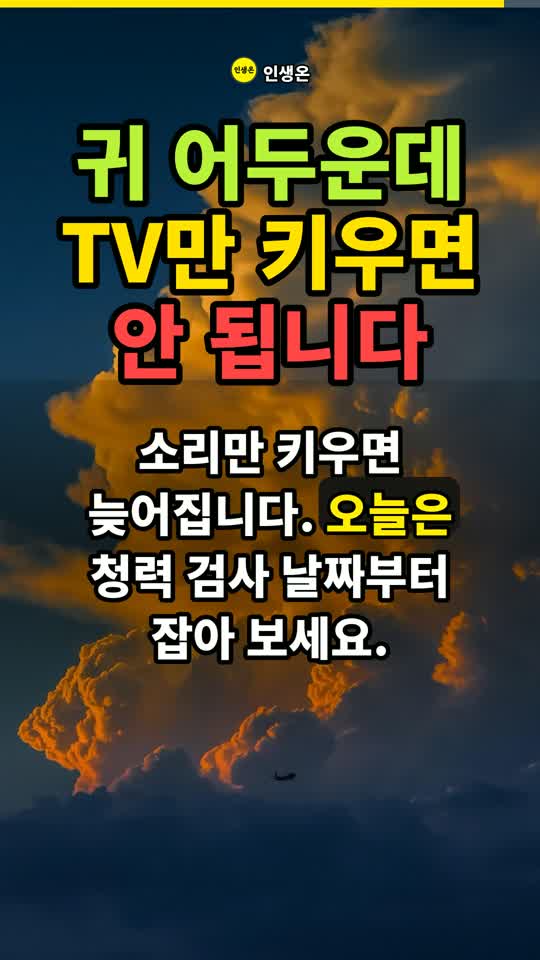 인생온 인생온
귀 어두운데
TV만 키우면
안 됩니다
소리만 키우면
늦어집니다. 오늘은
청력 검사 날짜부터
잡아 보세요.